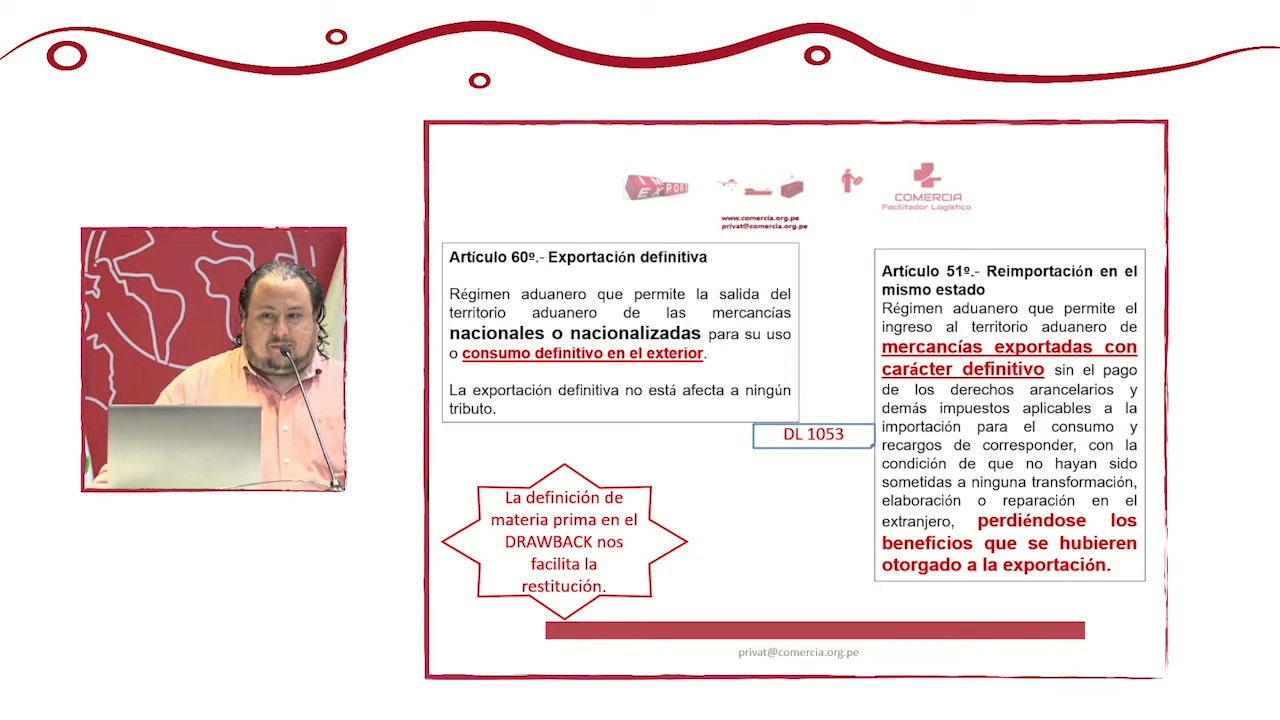 IM
EXPORT
COMERCIA
Facilitador Logístico
www.comercia.org.pe
privat@comercia.org.pe
Artículo 60º.- Exportación definitiva
Régimen aduanero que permite la salida del
territorio aduanero de las mercancías
nacionales o nacionalizadas para su uso
o consumo definitivo en el exterior.
La exportación definitiva no está afecta a ningún
tributo.
DL 1053
Artículo 51º.- Reimportación en el
mismo estado
Régimen aduanero que permite el
ingreso al territorio aduanero de
mercancías exportadas con
carácter definitivo sin el pago
de los derechos arancelarios y
demás impuestos aplicables a la
importación para el consumo y
recargos de corresponder, con la
condición de que no hayan sido
sometidas a ninguna transformación,
elaboración o reparación en el
extranjero, perdiéndose los
beneficios que se hubieren
otorgado a la exportación.
La definición de
materia prima en el
DRAWBACK nos
facilita la
restitución.
privat@comercia.org.pe